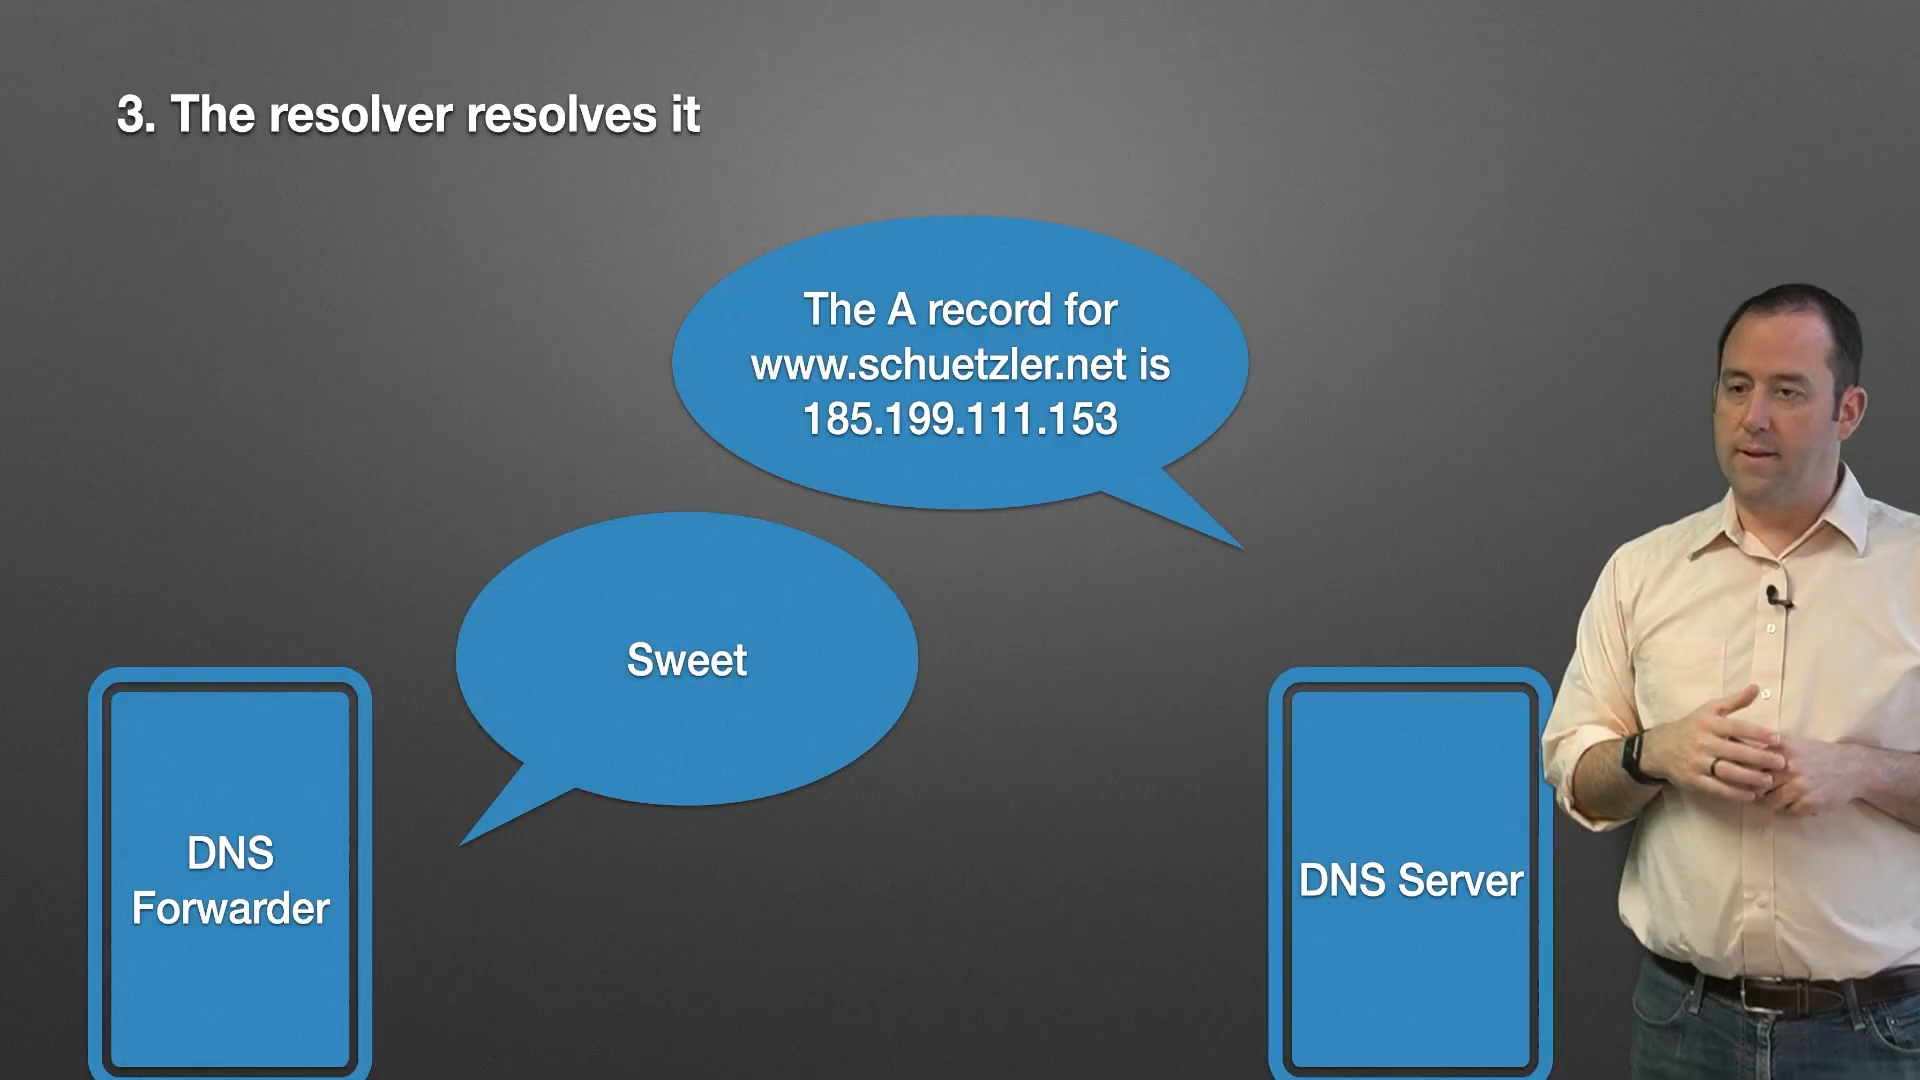 3. The resolver resolves it
The A record for
www.schuetzler.net is
185.199.111.153
Sweet
DNS
Forwarder
DNS Server